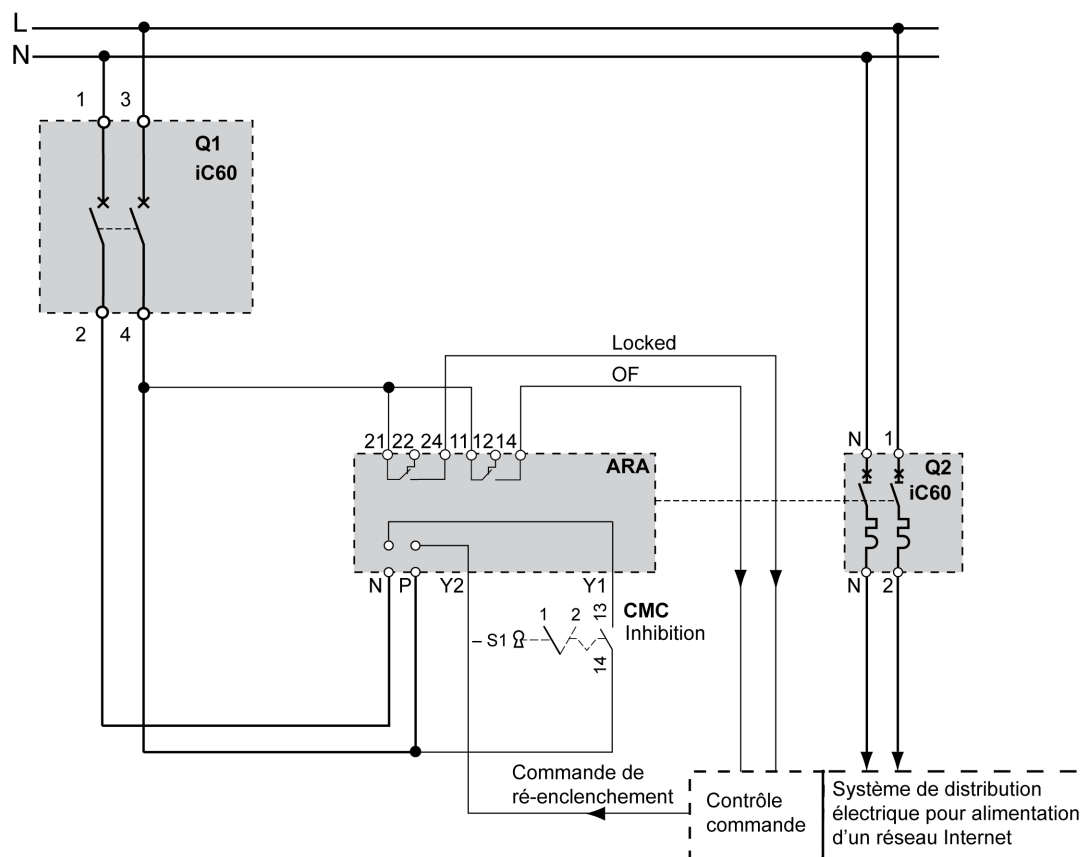 L
N
1 3
Q1
iC60
2 4
Locked
OF
21 22 24 11 12 14
ARA
N 1
Q2
iC60
N P Y2 Y1
N 2
1 2 13
CMC
Inhibition
– S1
14
Commande de
ré-enclenchement
Contrôle
commande
Système de distribution
électrique pour alimentation
d’un réseau Internet